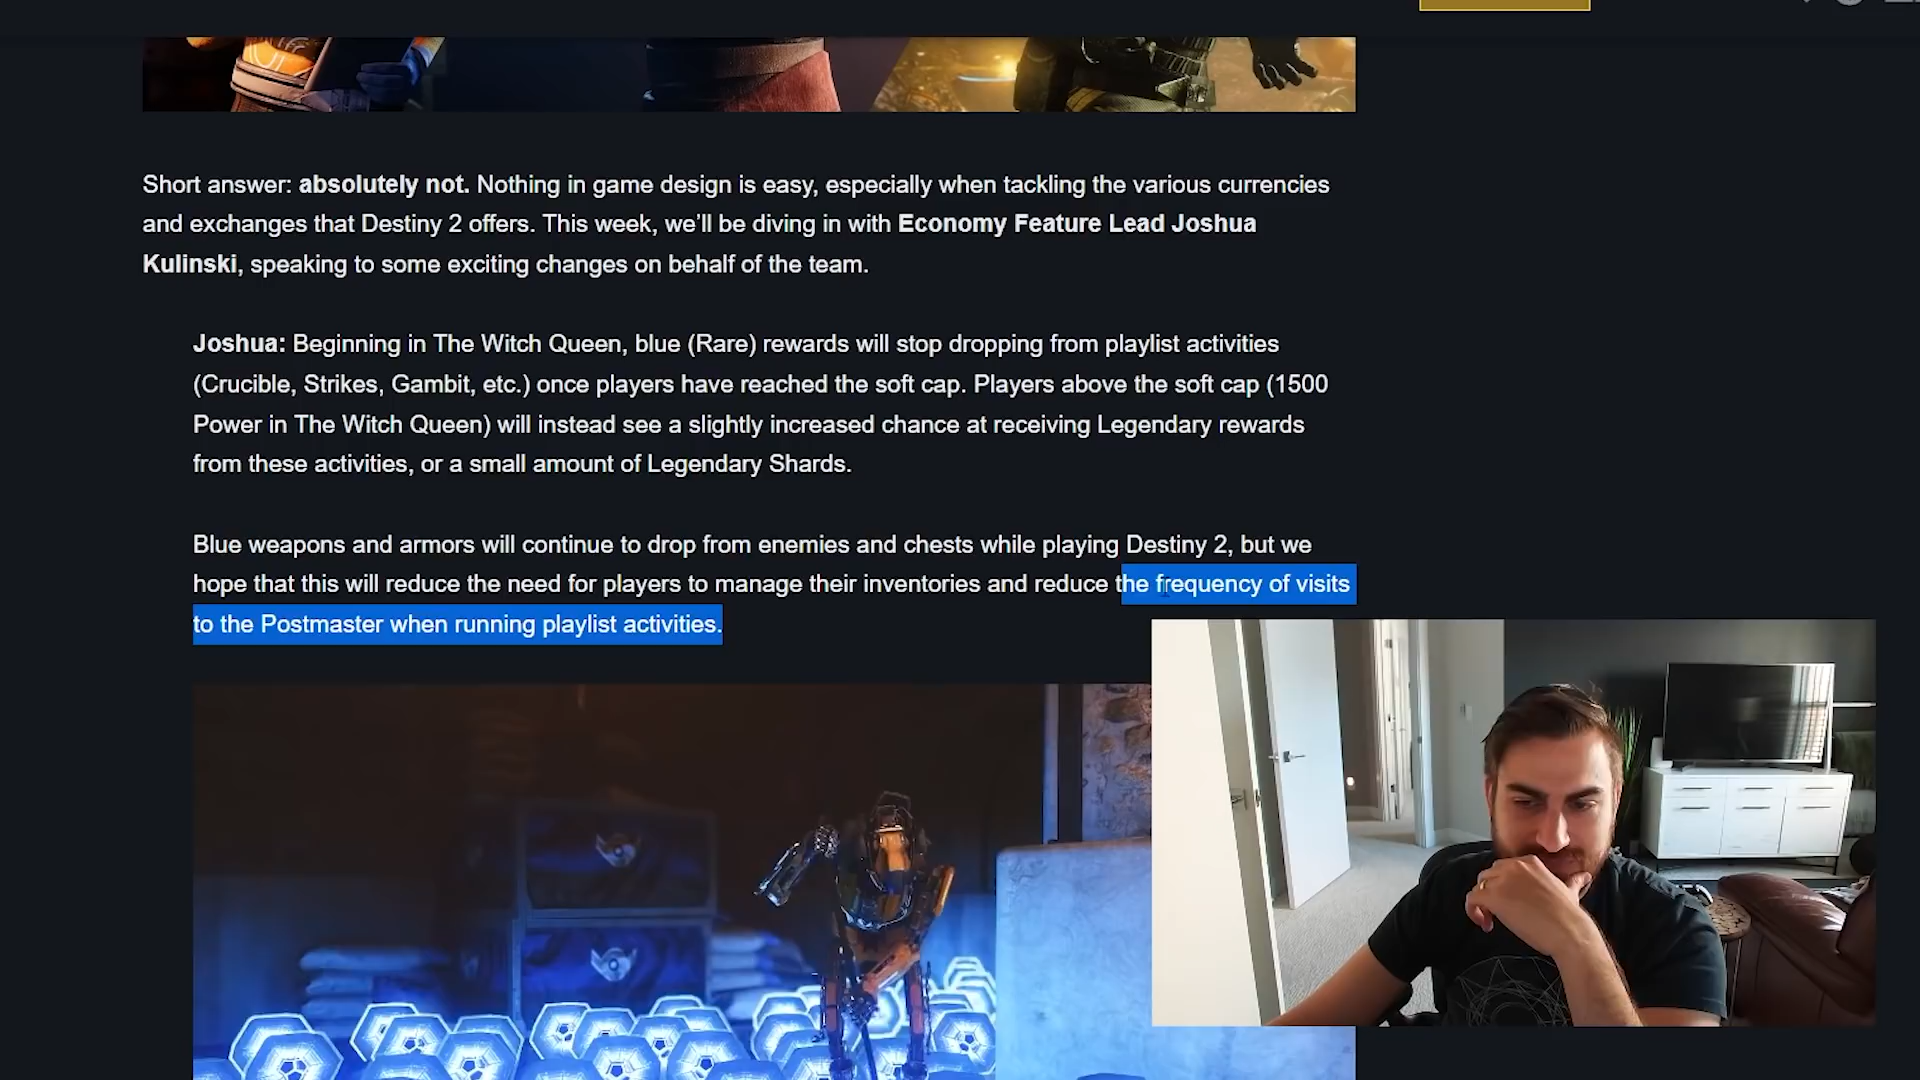 Short answer: absolutely not. Nothing in game design is easy, especially when tackling the various currencies
and exchanges that Destiny 2 offers. This week, we’ll be diving in with Economy Feature Lead Joshua
Kulinski, speaking to some exciting changes on behalf of the team.
Joshua: Beginning in The Witch Queen, blue (Rare) rewards will stop dropping from playlist activities
(Crucible, Strikes, Gambit, etc.) once players have reached the soft cap. Players above the soft cap (1500
Power in The Witch Queen) will instead see a slightly increased chance at receiving Legendary rewards
from these activities, or a small amount of Legendary Shards.
Blue weapons and armors will continue to drop from enemies and chests while playing Destiny 2, but we
hope that this will reduce the need for players to manage their inventories and reduce the frequency of visits
to the Postmaster when running playlist activities.